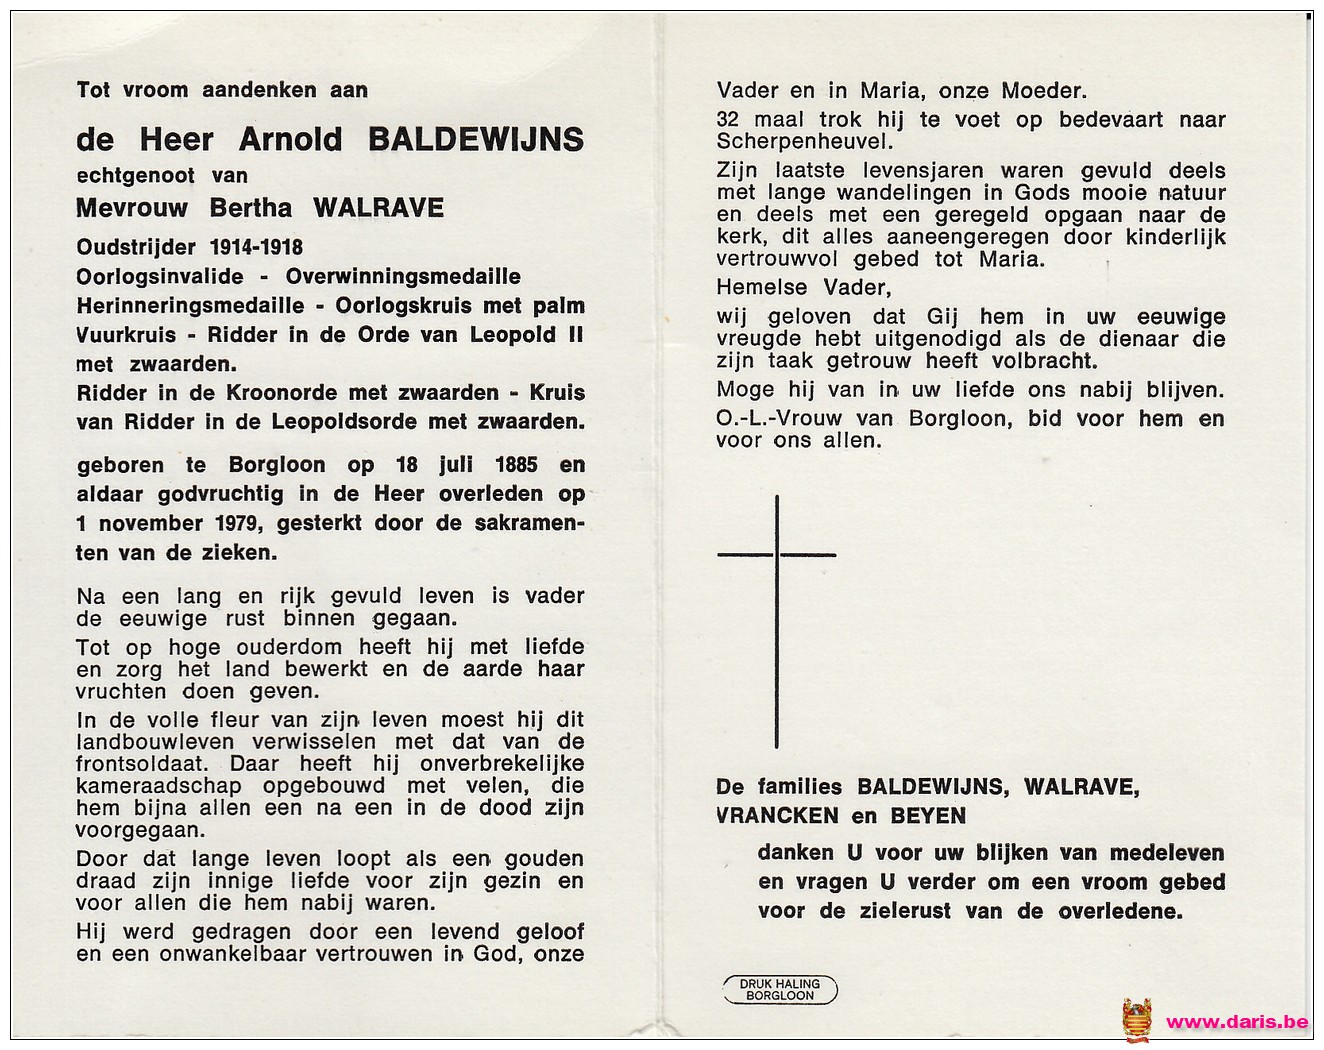 Tot vroom aandenken aan
de Heer Arnold BALDEWIJNS
echtgenoot van
Mevrouw Bertha WALRAVE
Oudstrijder 1914-1918
Oorlogsinvalide - Overwinningsmedaille
Herinneringsmedaille - Oorlogskruis met palm
Vuurkruis - Ridder in de Orde van Leopold II
met zwaarden.
Ridder in de Kroonorde met zwaarden - Kruis
van Ridder in de Leopoldsorde met zwaarden.
geboren te Borgloon op 18 juli 1885 en
aldaar godvruchtig in de Heer overleden op
1 november 1979, gesterkt door de sakramen-
ten van de zieken.
Na een lang en rijk gevuld leven is vader
de eeuwige rust binnen gegaan.
Tot op hoge ouderdom heeft hij met liefde
en zorg het land bewerkt en de aarde haar
vruchten doen geven.
In de volle fleur van zijn leven moest hij dit
landbouwleven verwisselen met dat van de
frontsoldaat. Daar heeft hij onverbrekelijke
kameraadschap opgebouwd met velen, die
hem bijna allen een na een in de dood zijn
voorgegaan.
Door dat lange leven loopt als een gouden
draad zijn innige liefde voor zijn gezin en
voor allen die hem nabij waren.
Hij werd gedragen door een levend geloof
en een onwankelbaar vertrouwen in God, onze
Vader en in Maria, onze Moeder.
32 maal trok hij te voet op bedevaart naar
Scherpenheuvel.
Zijn laatste levensjaren waren gevuld deels
met lange wandelingen in Gods mooie natuur
en deels met een geregeld opgaan naar de
kerk, dit alles aaneengeregen door kinderlijk
vertrouwvol gebed tot Maria.
Hemelse Vader,
wij geloven dat Gij hem in uw eeuwige
vreugde hebt uitgenodigd als de dienaar die
zijn taak getrouw heeft volbracht.
Moge hij van in uw liefde ons nabij blijven.
O.-L.-Vrouw van Borgloon, bid voor hem en
voor ons allen.
De families BALDEWIJNS, WALRAVE,
VRANCKEN en BEYEN
danken U voor uw blijken van medeleven
en vragen U verder om een vroom gebed
voor de zielerust van de overledene.
DRUK HALING
BORGLOON
www.daris.be